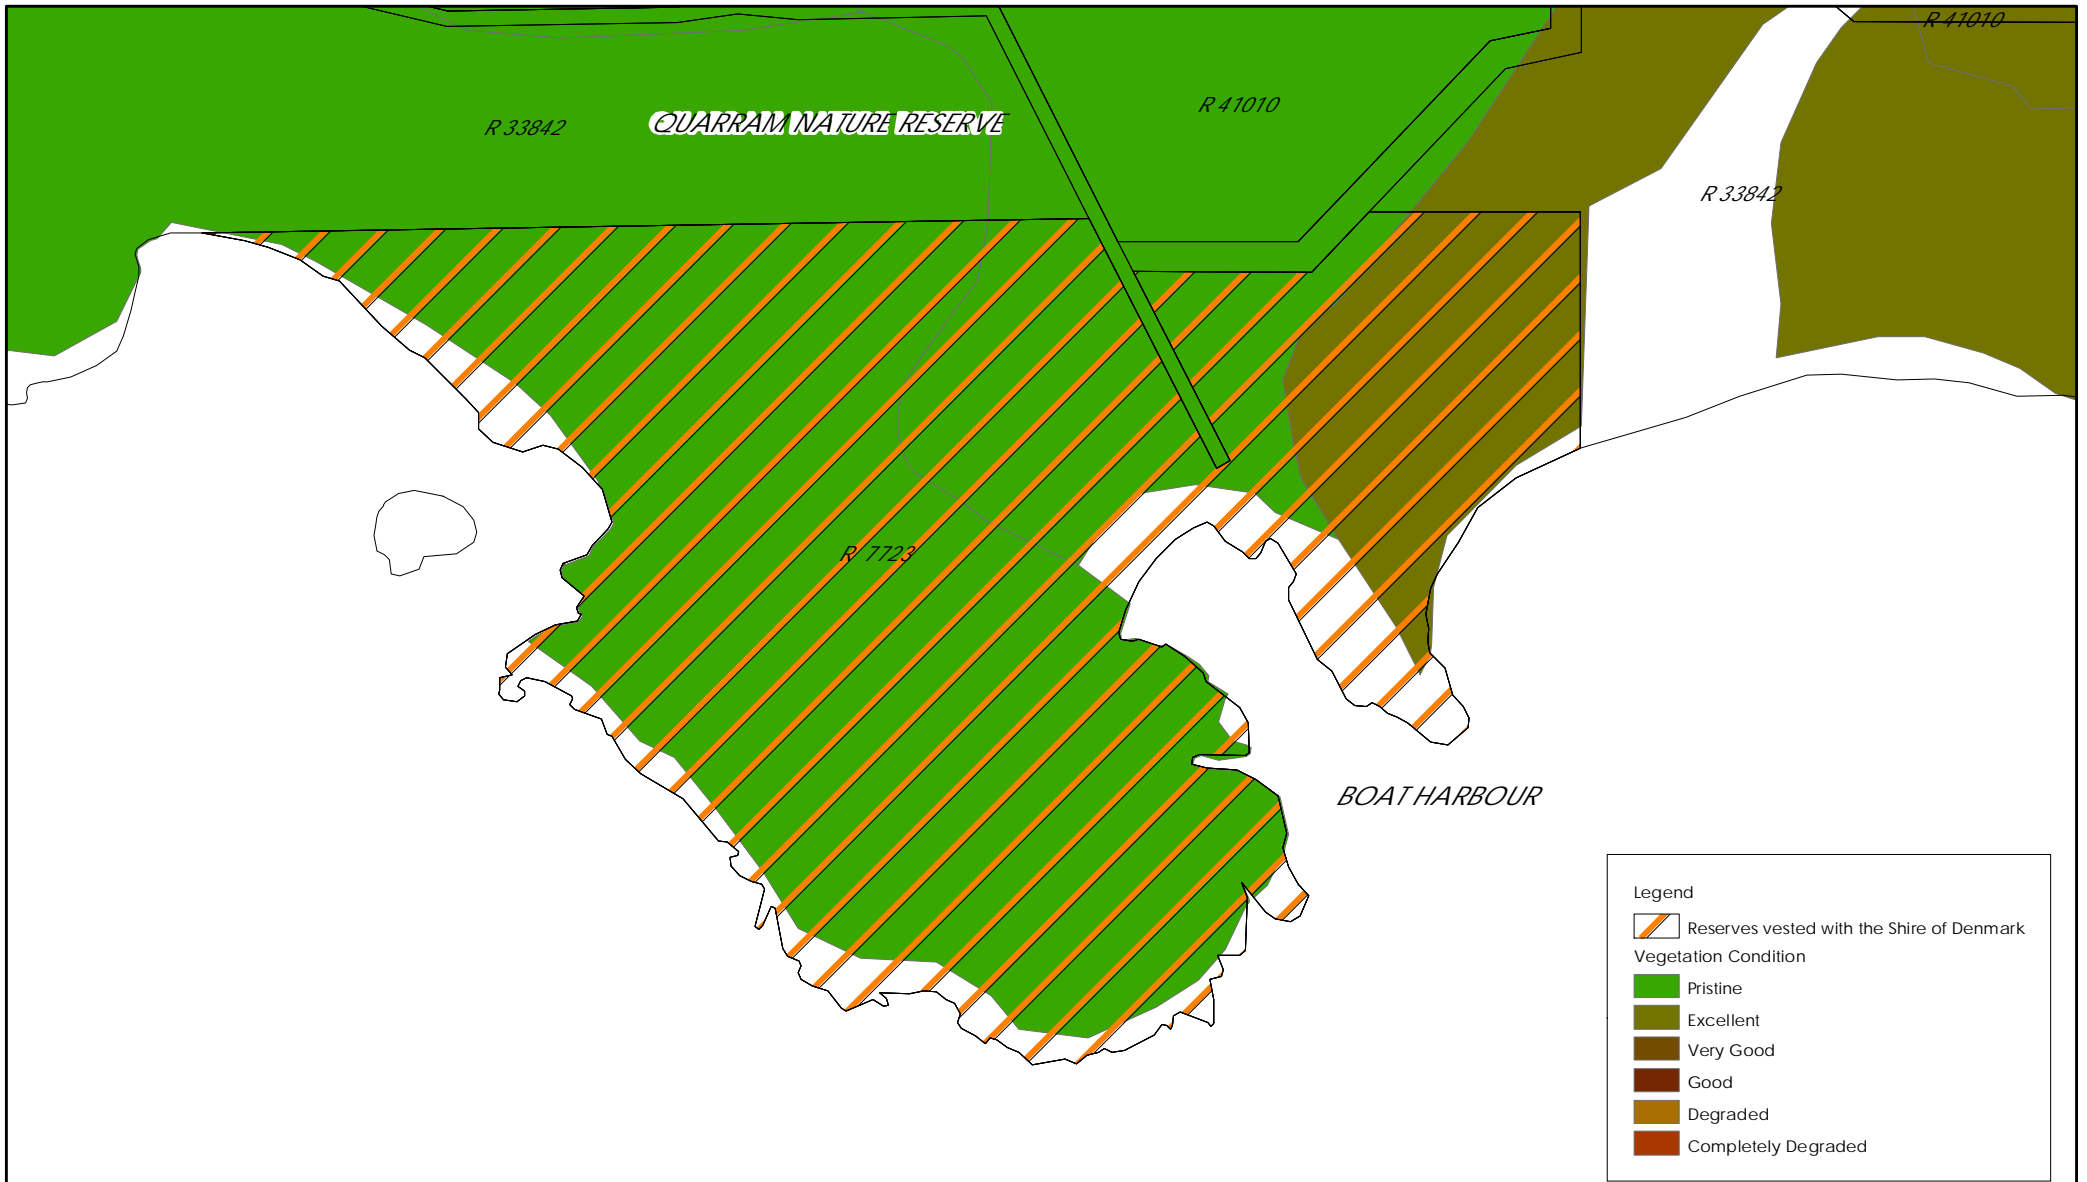 R 41010
R 41010
R 33842
QUARRAM NATURE RESERVE
R 33842
R 7723
BOAT HARBOUR
Legend
Reserves vested with the Shire of Denmark
Vegetation Condition
Pristine
Excellent
Very Good
Good
Degraded
Completely Degraded